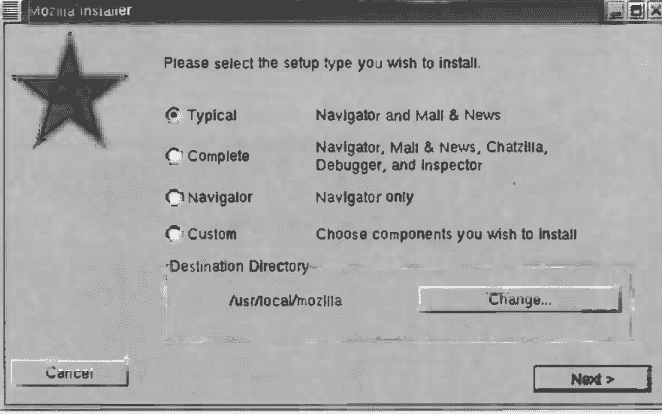 Mozilla Installer
Please select the setup type you wish to install.
Typical Navigator and Mail & News
Complete Navigator, Mail & News, Chatzilla,
Debugger, and Inspector
Navigator Navigator only
Custom Choose components you wish to install
Destination Directory
/usr/local/mozilla Change...
Cancel Next >